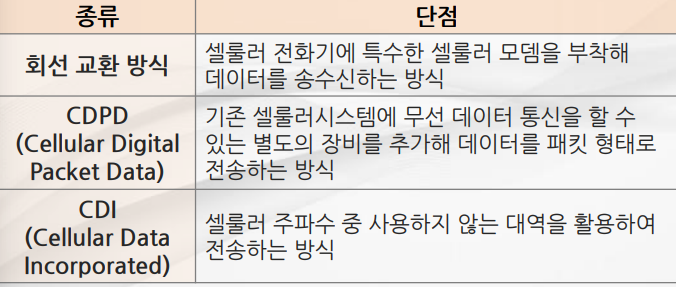 종류 단점
회선 교환 방식
셀룰러 전화기에 특수한 셀룰러 모뎀을 부착해
데이터를 송수신하는 방식
CDPD
(Cellular Digital
Packet Data)
기존 셀룰러시스템에 무선 데이터 통신을 할 수
있는 별도의 장비를 추가해 데이터를 패킷 형태로
전송하는 방식
CDI
(Cellular Data
Incorporated)
셀룰러 주파수 중 사용하지 않는 대역을 활용하여
전송하는 방식